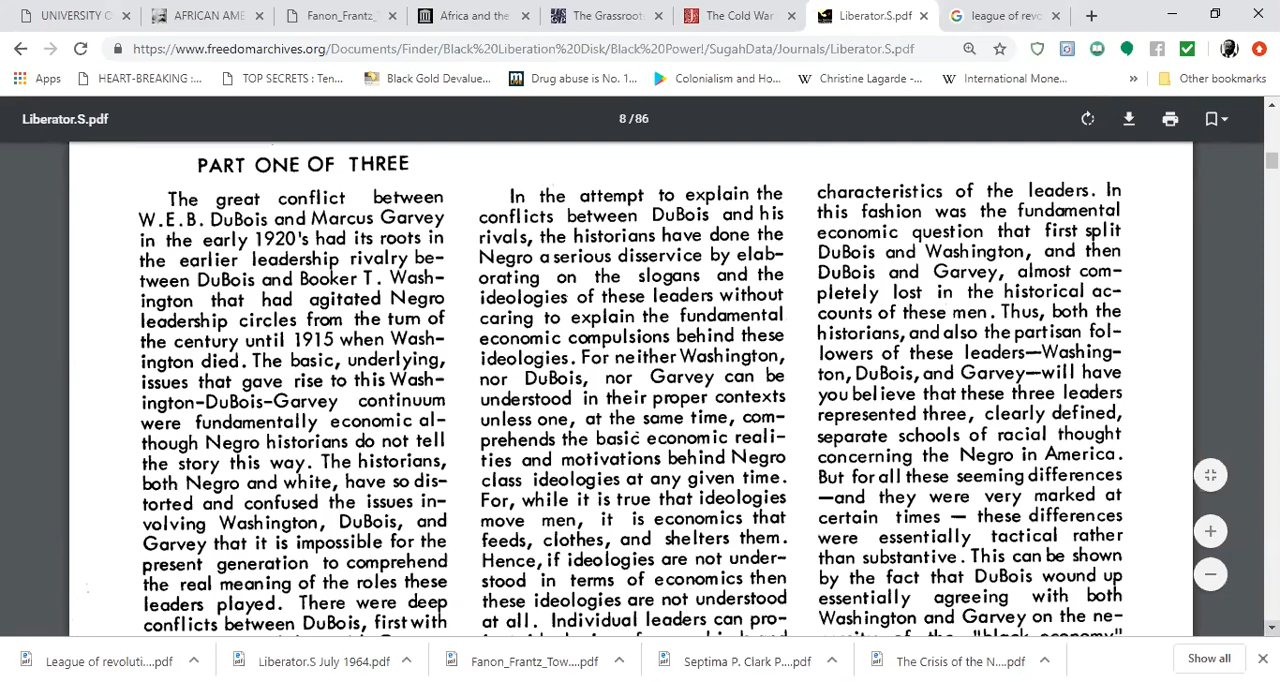 UNIVERSITY C
AFRICAN AME
Fanon_Frantz_
Africa and the
The Grassroot
The Cold War
Liberator.S.pdf
league of revo
https://www.freedomarchives.org/Documents/Finder/Black%20Liberation%20Disk/Black%20Power!/SugahData/Journals/Liberator.S.pdf
Apps
HEART-BREAKING :...
TOP SECRETS : Ten...
Black Gold Devalue...
Drug abuse is No. 1...
Colonialism and Ho...
Christine Lagarde -...
International Mone...
»
Other bookmarks
Liberator.S.pdf
8 / 86
PART ONE OF THREE
The great conflict between
W.E.B. DuBois and Marcus Garvey
in the early 1920's had its roots in
the earlier leadership rivalry be-
tween DuBois and Booker T. Wash-
ington that had agitated Negro
leadership circles from the turn of
the century until 1915 when Wash-
ington died. The basic, underlying,
issues that gave rise to this Wash-
ington-DuBois-Garvey continuum
were fundamentally economic al-
though Negro historians do not tell
the story this way. The historians,
both Negro and white, have so dis-
torted and confused the issues in-
volving Washington, DuBois, and
Garvey that it is impossible for the
present generation to comprehend
the real meaning of the roles these
leaders played. There were deep
conflicts between DuBois, first with
In the attempt to explain the
conflicts between DuBois and his
rivals, the historians have done the
Negro a serious disservice by elab-
orating on the slogans and the
ideologies of these leaders without
caring to explain the fundamental
economic compulsions behind these
ideologies. For neither Washington,
nor DuBois, nor Garvey can be
understood in their proper contexts
unless one, at the same time, com-
prehends the basic economic reali-
ties and motivations behind Negro
class ideologies at any given time.
For, while it is true that ideologies
move men, it is economics that
feeds, clothes, and shelters them.
Hence, if ideologies are not under-
stood in terms of economics then
these ideologies are not understood
at all. Individual leaders can pro-
characteristics of the leaders. In
this fashion was the fundamental
economic question that first split
DuBois and Washington, and then
DuBois and Garvey, almost com-
pletely lost in the historical ac-
counts of these men. Thus, both the
historians, and also the partisan fol-
lowers of these leaders—Washing-
ton, DuBois, and Garvey—will have
you believe that these three leaders
represented three, clearly defined,
separate schools of racial thought
concerning the Negro in America.
But for all these seeming differences
—and they were very marked at
certain times — these differences
were essentially tactical rather
than substantive. This can be shown
by the fact that DuBois wound up
essentially agreeing with both
Washington and Garvey on the ne-
of the "black economy"
League of revoluti....pdf
Liberator.S July 1964.pdf
Fanon_Frantz_Tow....pdf
Septima P. Clark P....pdf
The Crisis of the N....pdf
Show all